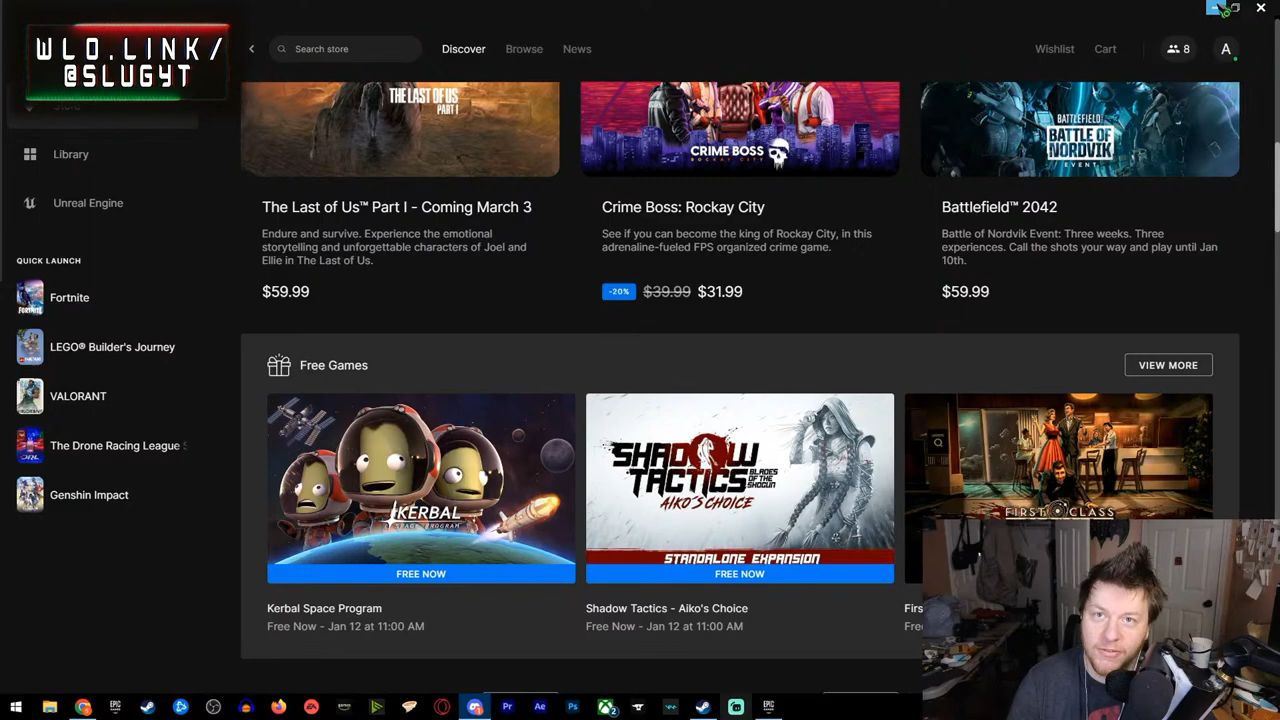 WLO.LINK/
@SLUGYT
Search store
Discover
Browse
News
Wishlist
Cart
8
A
Library
Unreal Engine
QUICK LAUNCH
Fortnite
LEGO® Builder's Journey
VALORANT
The Drone Racing League
Genshin Impact
THE LAST OF US
PART I
CRIME BOSS
ROCKAY CITY
BATTLEFIELD
BATTLE OF
NORDVIK
EVENT
The Last of Us™ Part I - Coming March 3
Endure and survive. Experience the emotional
storytelling and unforgettable characters of Joel and
Ellie in The Last of Us.
$59.99
Crime Boss: Rockay City
See if you can become the king of Rockay City, in this
adrenaline-fueled FPS organized crime game.
-20% $39.99 $31.99
Battlefield™ 2042
Battle of Nordvik Event: Three weeks. Three
experiences. Call the shots your way and play until Jan
10th.
$59.99
Free Games
VIEW MORE
KERBAL
SPACE PROGRAM
FREE NOW
Kerbal Space Program
Free Now - Jan 12 at 11:00 AM
SHADOW
TACTICS
BLADES
OF THE
SHOGUN
AIKO'S CHOICE
STANDALONE EXPANSION
FREE NOW
Shadow Tactics - Aiko's Choice
Free Now - Jan 12 at 11:00 AM
FIRST CLASS
Firs
Fre